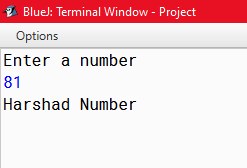 BlueJ: Terminal Window - Project
Options
Enter a number
81
Harshad Number